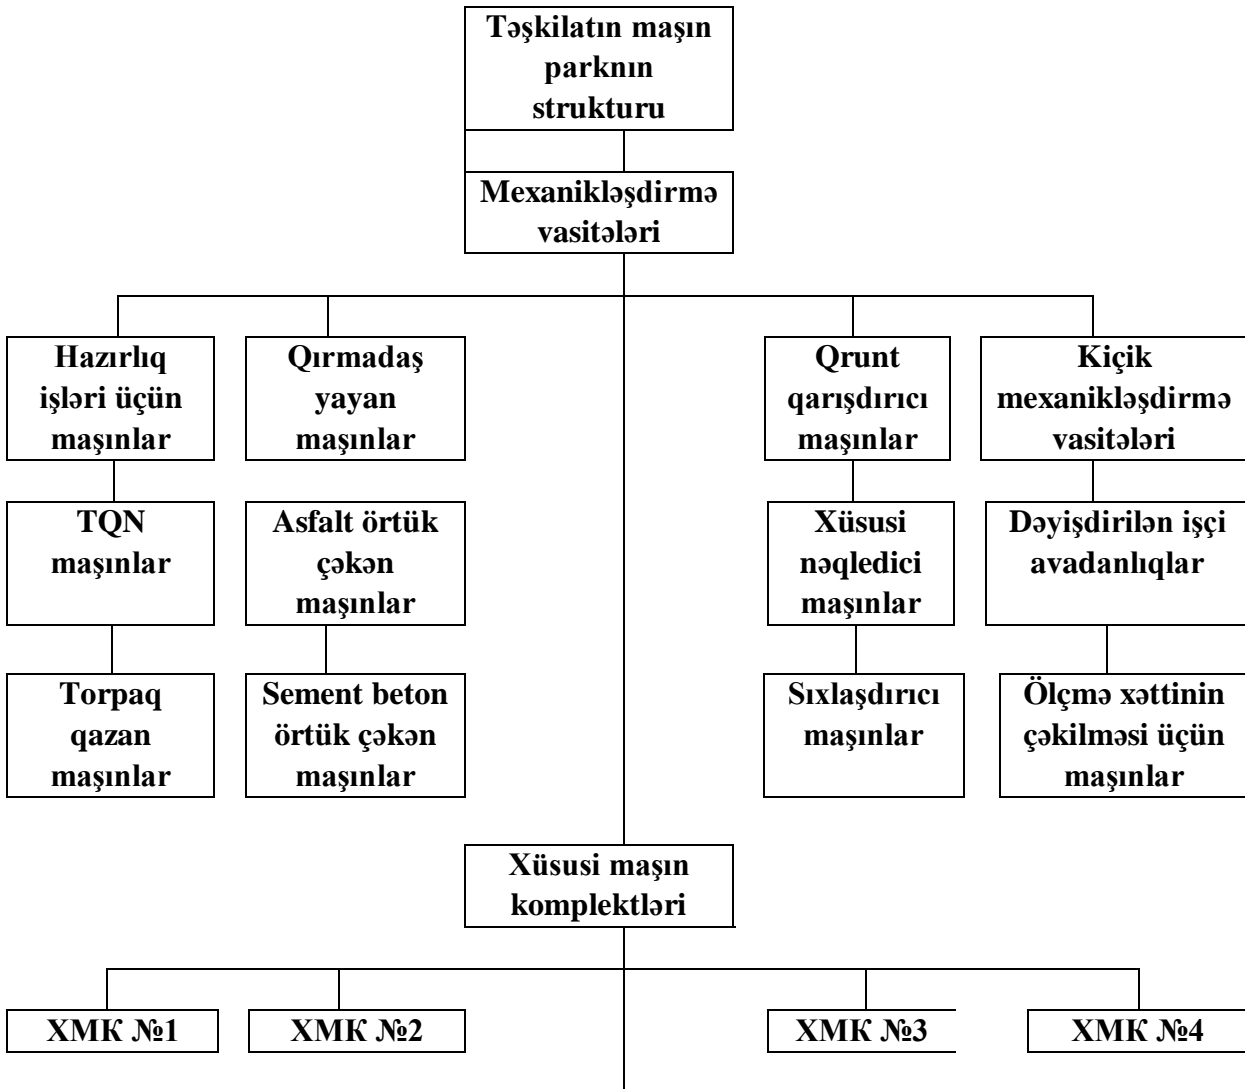 Təşkilatın maşın
parknın
strukturu
Mexanikləşdirmə
vasitələri
Hazırlıq
işləri üçün
maşınlar
Qırmadaş
yayan
maşınlar
Qrunt
qarışdırıcı
maşınlar
Kiçik
mexanikləşdirmə
vasitələri
TQN
maşınlar
Asfalt örtük
çəkən
maşınlar
Xüsusi
nəqledici
maşınlar
Dəyişdirilən işçi
avadanlıqlar
Torpaq
qazan
maşınlar
Sement beton
örtük çəkən
maşınlar
Sıxlaşdırıcı
maşınlar
Ölçmə xəttinin
çəkilməsi üçün
maşınlar
Xüsusi maşın
komplektləri
XMK №1
XMK №2
XMK №3
XMK №4